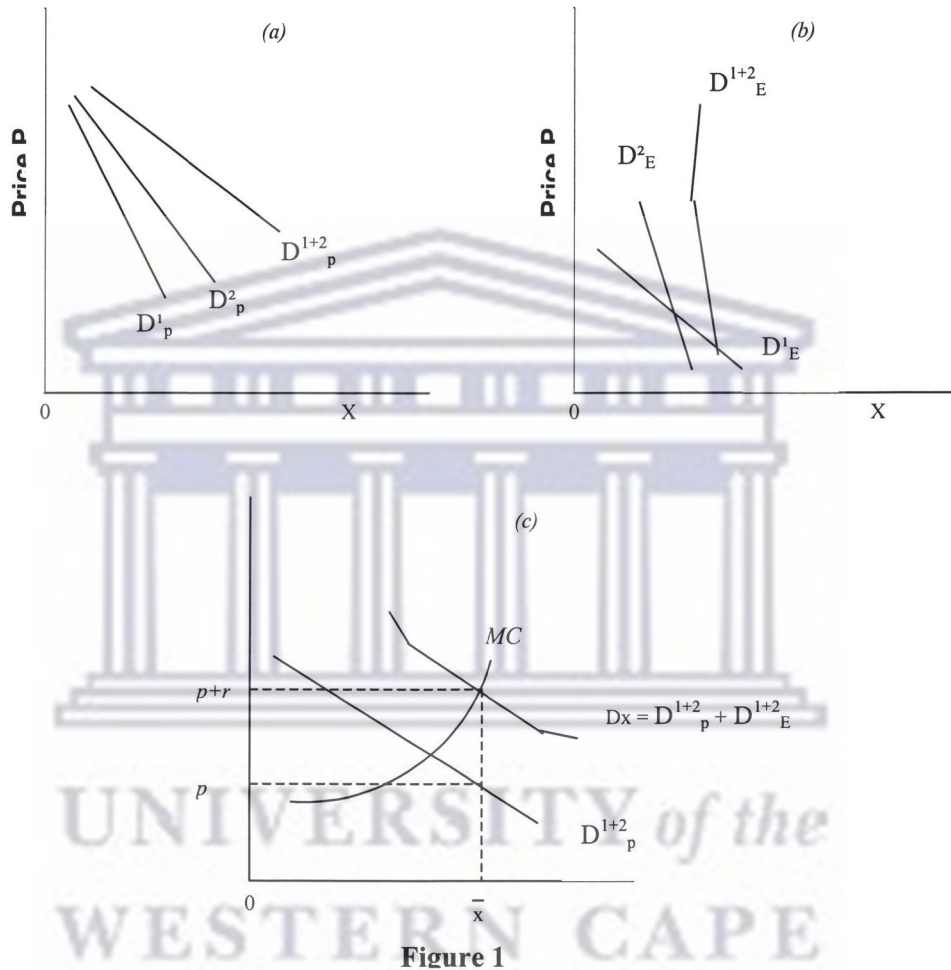 (a)
Price P
D¹p
D²p
D¹⁺²p
0 X
(b)
Price P
D¹⁺²E
D²E
D¹E
0 X
(c)
MC
p+r
Dx = D¹⁺²p + D¹⁺²E
p
D¹⁺²p
0 x̄
UNIVERSITY of the
WESTERN CAPE
Figure 1